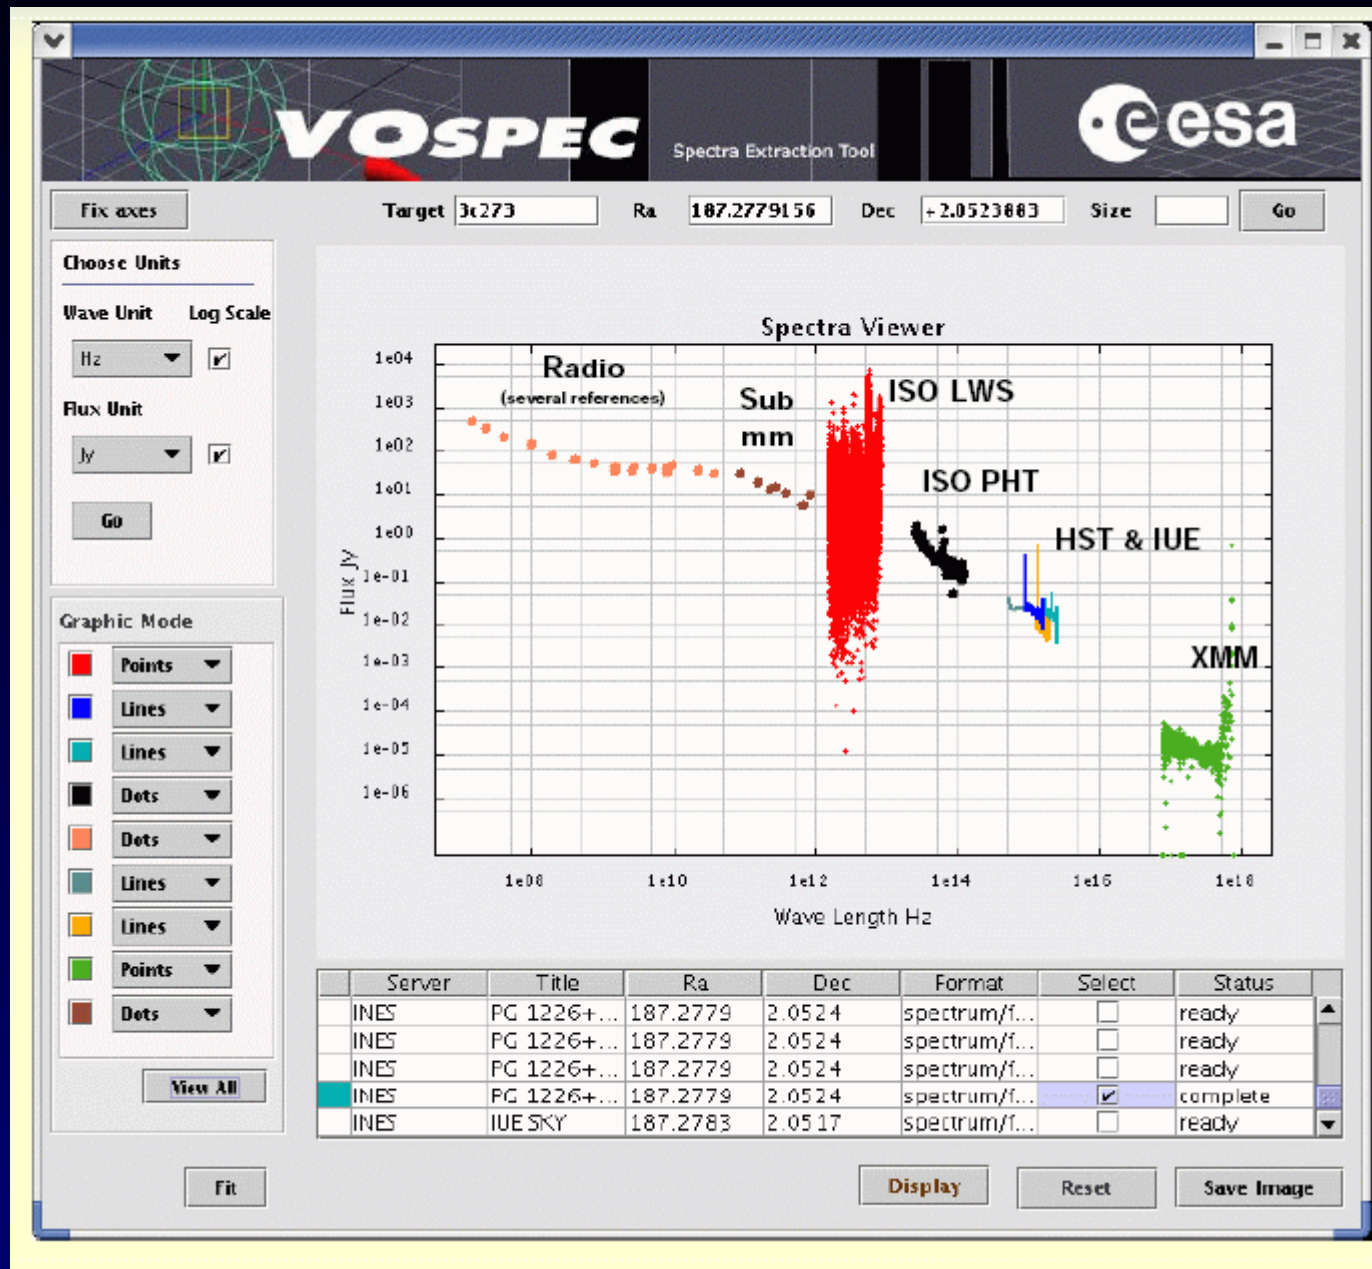 VOSPEC Spectra Extraction Tool esa
Fix axes Target 3c273 Ra 187.2779156 Dec +2.0523883 Size Go
Choose Units
Wave Unit Log Scale
Hz
Flux Unit
Jy
Go
Graphic Mode
Points
Lines
Lines
Dots
Dots
Lines
Lines
Points
Dots
View All
Fit
Spectra Viewer
1e04
1e03
1e02
1e01
1e00
1e-01
1e-02
1e-03
1e-04
1e-05
1e-06
Flux Jy
Radio
(several references)
Sub
mm
ISO LWS
ISO PHT
HST & IUE
XMM
1e08 1e10 1e12 1e14 1e16 1e18
Wave Length Hz
Server Title Ra Dec Format Select Status
INES PG 1226+... 187.2779 2.0524 spectrum/f... ready
INES PG 1226+... 187.2779 2.0524 spectrum/f... ready
INES PG 1226+... 187.2779 2.0524 spectrum/f... ready
INES PG 1226+... 187.2779 2.0524 spectrum/f... complete
INES IUE SKY 187.2783 2.0517 spectrum/f... ready
Display Reset Save Image